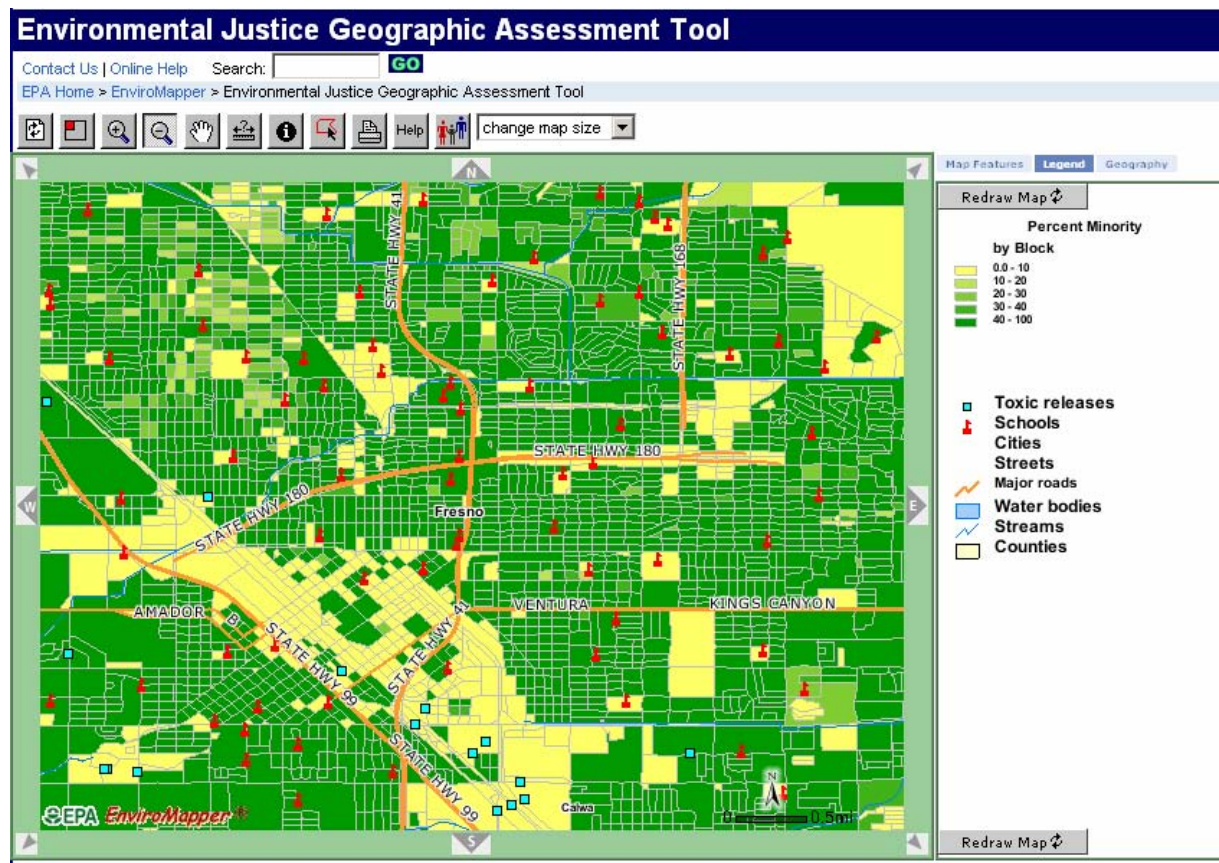 Environmental Justice Geographic Assessment Tool
Contact Us | Online Help Search: GO
EPA Home > EnviroMapper > Environmental Justice Geographic Assessment Tool
Help change map size
Map Features Legend Geography
Redraw Map
Percent Minority
by Block
0.0 - 10
10 - 20
20 - 30
30 - 40
40 - 100
Toxic releases
Schools
Cities
Streets
Major roads
Water bodies
Streams
Counties
Redraw Map
N
STATE HWY 41
STATE HWY 168
STATE HWY 180
W
STATE HWY 180
Fresno
E
AMADOR
B
VENTURA
KINGS CANYON
STATE HWY 99
STATE HWY 41
STATE HWY 99
N
Calwa
0 0.5mi
EPA EnviroMapper
S